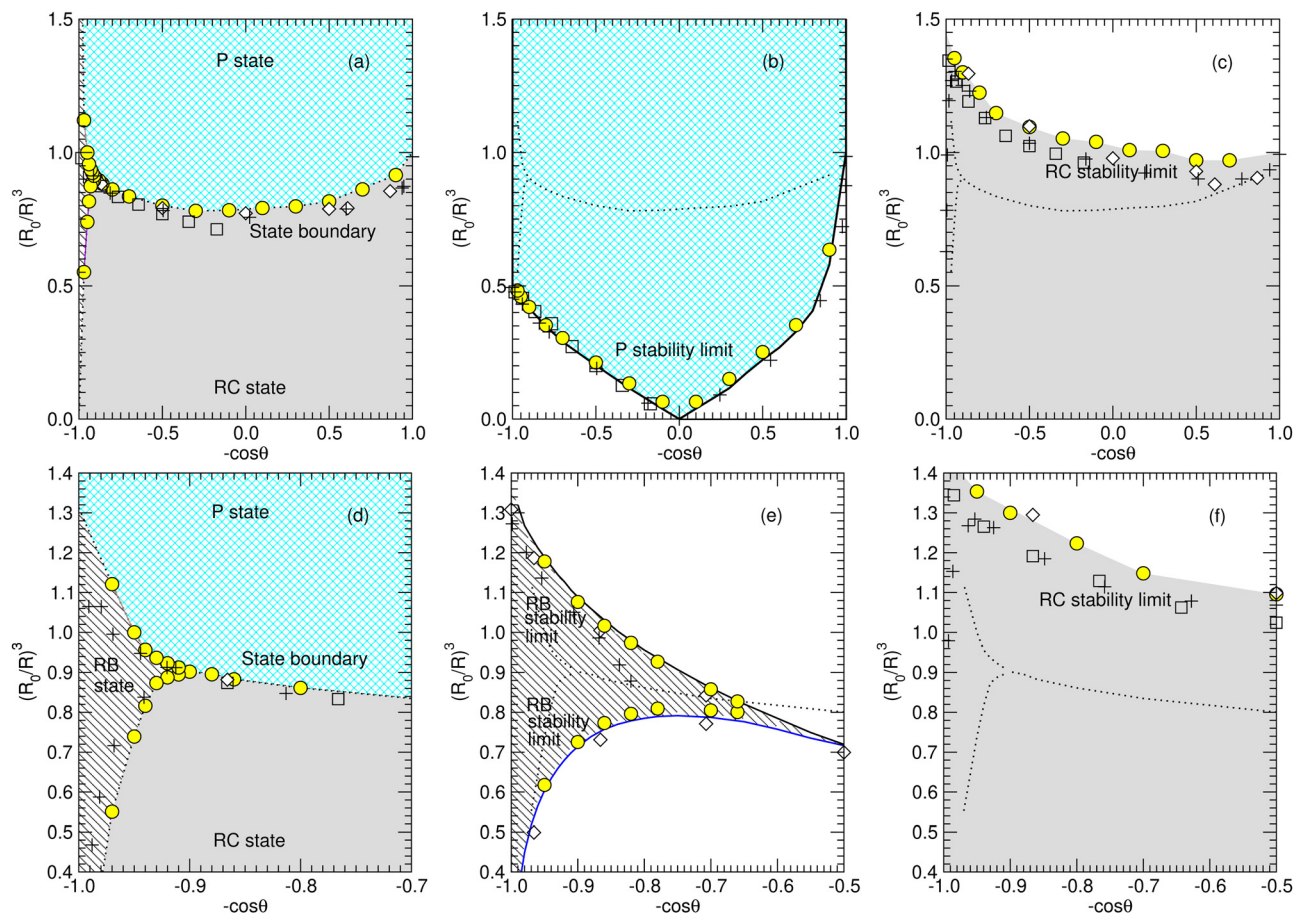 1.5
1.0
0.5
0.0
(R0/R)3
P state
(a)
State boundary
RC state
-1.0 -0.5 0.0 0.5 1.0
-cosθ
1.5
1.0
0.5
0.0
(R0/R)3
(b)
P stability limit
-1.0 -0.5 0.0 0.5 1.0
-cosθ
1.5
1.0
0.5
0.0
(R0/R)3
(c)
RC stability limit
-1.0 -0.5 0.0 0.5 1.0
-cosθ
1.4
1.3
1.2
1.1
1.0
0.9
0.8
0.7
0.6
0.5
0.4
(R0/R)3
P state
(d)
State boundary
RB
state
RC state
-1.0 -0.9 -0.8 -0.7
-cosθ
1.4
1.3
1.2
1.1
1.0
0.9
0.8
0.7
0.6
0.5
0.4
(R0/R)3
(e)
RB
stability
limit
RB
stability
limit
-1.0 -0.9 -0.8 -0.7 -0.6 -0.5
-cosθ
1.4
1.3
1.2
1.1
1.0
0.9
0.8
0.7
0.6
0.5
0.4
(R0/R)3
(f)
RC stability limit
-1.0 -0.9 -0.8 -0.7 -0.6 -0.5
-cosθ